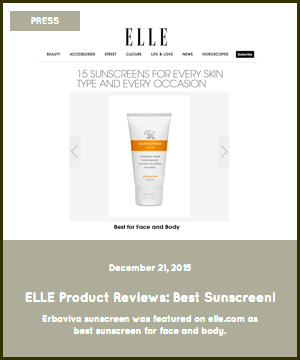 PRESS
ELLE
BEAUTY ACCESSORIES STREET CULTURE LIFE & LOVE NEWS HOROSCOPES Subscribe
15 SUNSCREENS FOR EVERY SKIN
TYPE AND EVERY OCCASION
sunscreen
erbaviva
Best for Face and Body
December 21, 2015
ELLE Product Reviews: Best Sunscreen!
Erbaviva sunscreen was featured on elle.com as
best sunscreen for face and body.